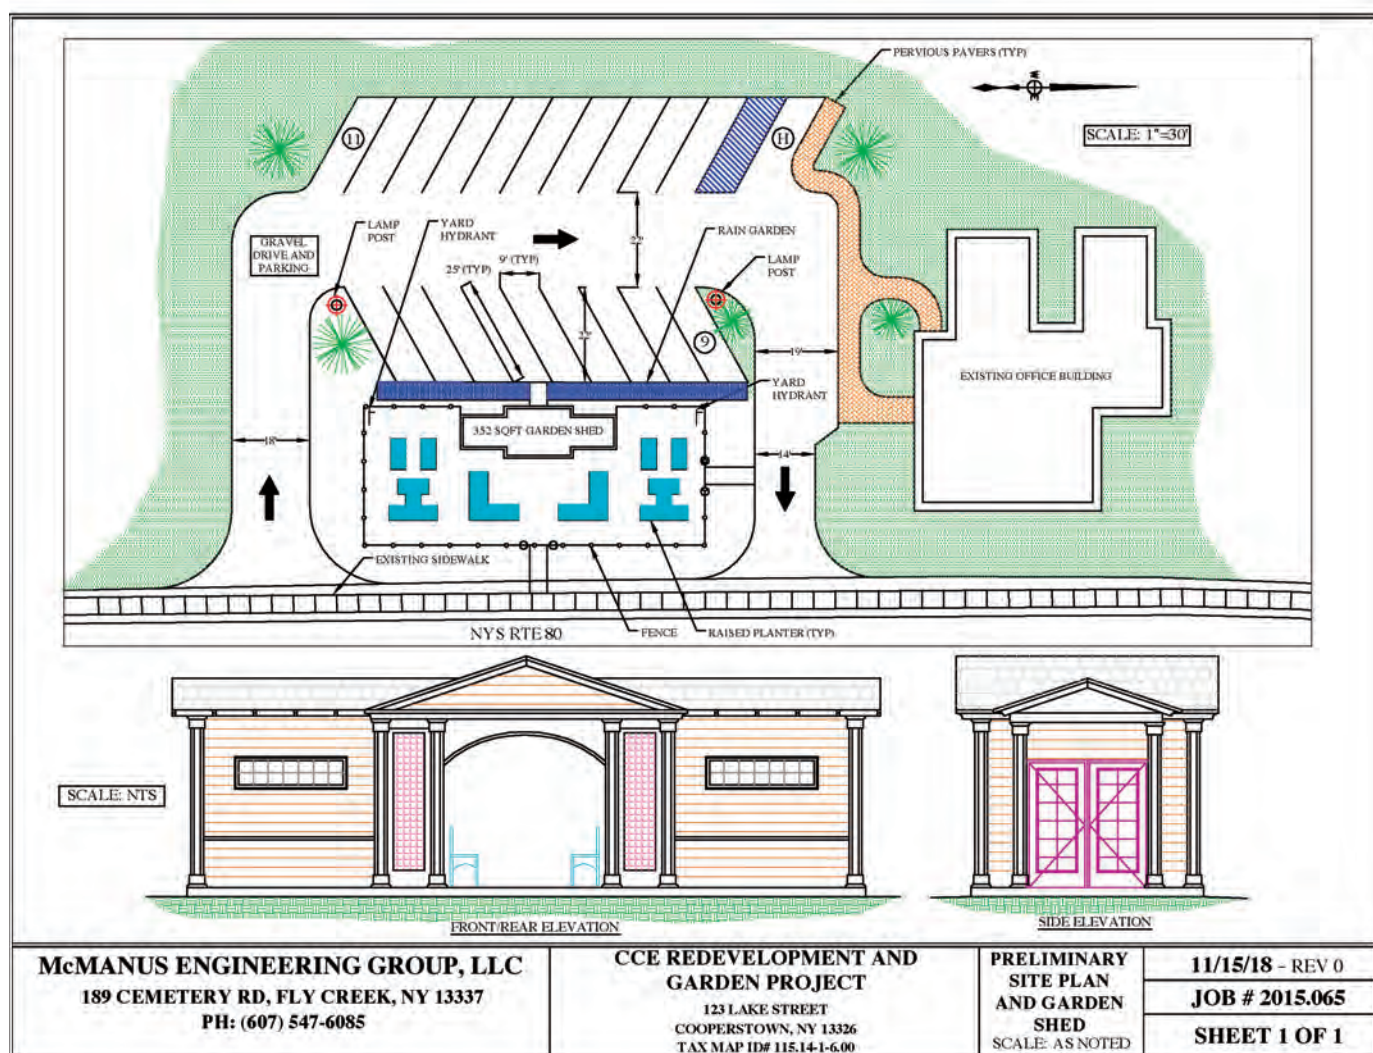 PERVIOUS PAVERS (TYP)
SCALE: 1"=30'
11
H
LAMP
POST
YARD
HYDRANT
GRAVEL
DRIVE AND
PARKING
9' (TYP)
25' (TYP)
22'
RAIN GARDEN
LAMP
POST
22'
9
19'
EXISTING OFFICE BUILDING
YARD
HYDRANT
352 SQFT GARDEN SHED
18'
14'
EXISTING SIDEWALK
NYS RTE 80
FENCE
RAISED PLANTER (TYP)
SCALE: NTS
FRONT/REAR ELEVATION
SIDE ELEVATION
McMANUS ENGINEERING GROUP, LLC
189 CEMETERY RD, FLY CREEK, NY 13337
PH: (607) 547-6085
CCE REDEVELOPMENT AND
GARDEN PROJECT
123 LAKE STREET
COOPERSTOWN, NY 13326
TAX MAP ID# 115.14-1-6.00
PRELIMINARY
SITE PLAN
AND GARDEN
SHED
SCALE: AS NOTED
11/15/18 - REV 0
JOB # 2015.065
SHEET 1 OF 1